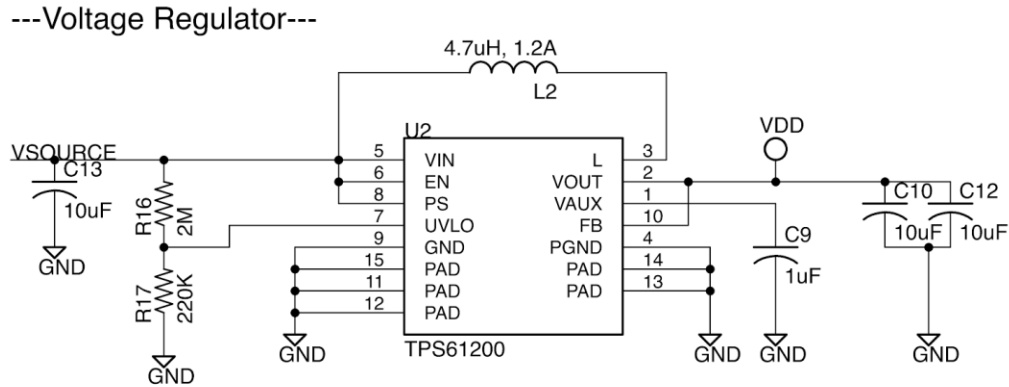 ---Voltage Regulator---
4.7uH, 1.2A
L2
U2
VDD
VSOURCE
C13
10uF
GND
R16
2M
R17
220K
GND
5 VIN
6 EN
8 PS
7 UVLO
9 GND
15 PAD
11 PAD
12 PAD
L 3
VOUT 2
VAUX 1
FB 10
PGND 4
PAD 14
PAD 13
TPS61200
GND
GND
C9
1uF
GND
C10
10uF
C12
10uF
GND